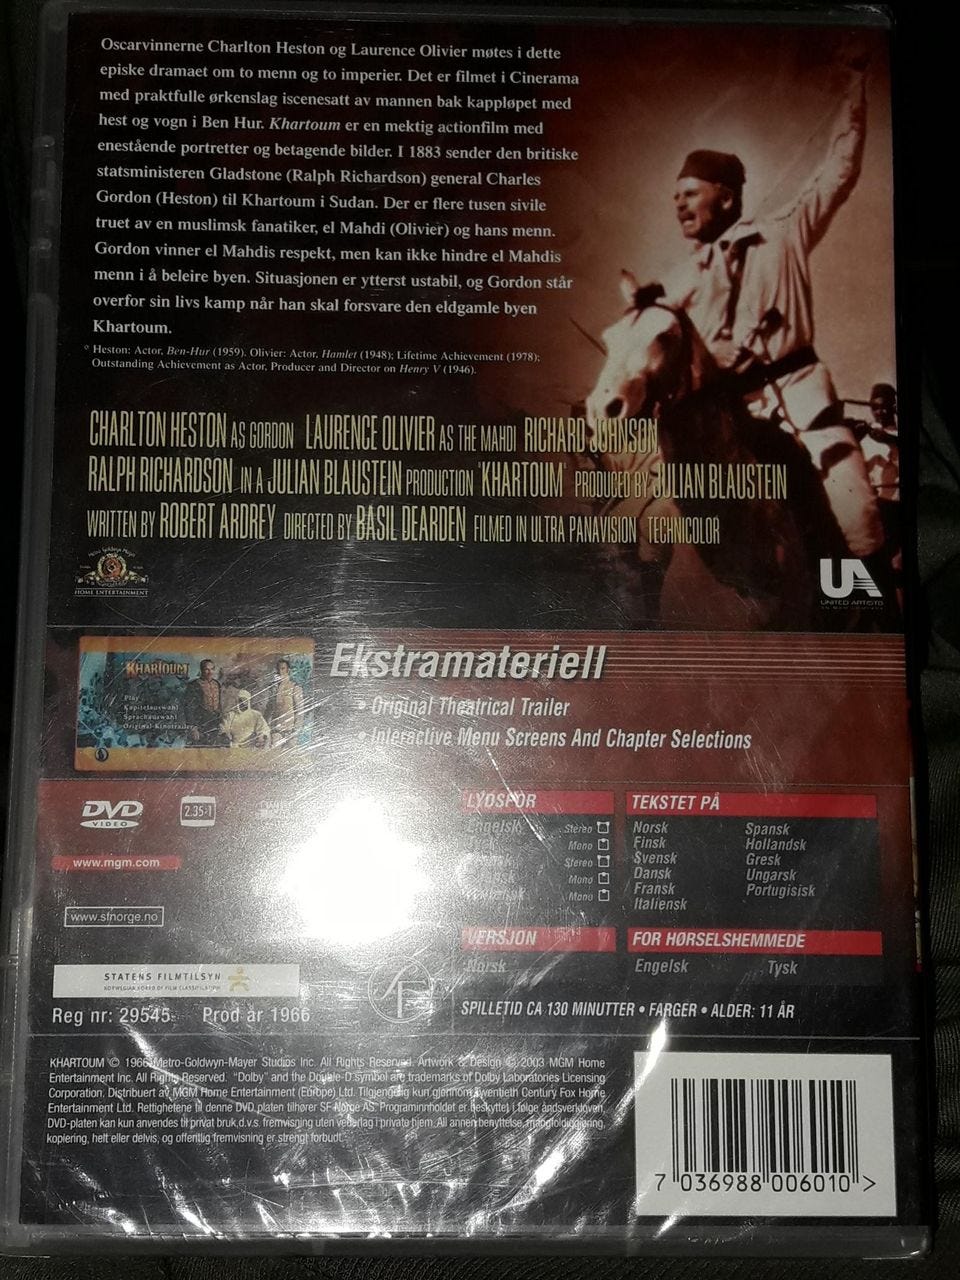 Oscarvinnerne Charlton Heston og Laurence Olivier møtes i dette
episke dramaet om to menn og to imperier. Det er filmet i Cinerama
med praktfulle ørkenslag iscenesatt av mannen bak kappløpet med
hest og vogn i Ben Hur. Khartoum er en mektig actionfilm med
enestående portretter og betagende bilder. I 1883 sender den britiske
statsministeren Gladstone (Ralph Richardson) general Charles
Gordon (Heston) til Khartoum i Sudan. Der er flere tusen sivile
truet av en muslimsk fanatiker, el Mahdi (Olivier) og hans menn.
Gordon vinner el Mahdis respekt, men kan ikke hindre el Mahdis
menn i å beleire byen. Situasjonen er ytterst ustabil, og Gordon står
overfor sin livs kamp når han skal forsvare den eldgamle byen
Khartoum.
° Heston: Actor, Ben-Hur (1959). Olivier: Actor, Hamlet (1948); Lifetime Achievement (1978);
Outstanding Achievement as Actor, Producer and Director on Henry V (1946).
CHARLTON HESTON AS GORDON LAURENCE OLIVIER AS THE MAHDI RICHARD JOHNSON
RALPH RICHARDSON IN A JULIAN BLAUSTEIN PRODUCTION 'KHARTOUM' PRODUCED BY JULIAN BLAUSTEIN
WRITTEN BY ROBERT ARDREY DIRECTED BY BASIL DEARDEN FILMED IN ULTRA PANAVISION TECHNICOLOR
HOME ENTERTAINMENT
UA
UNITED ARTISTS
KHARTOUM
Play
Kapitelauswahl
Sprachauswahl
Original Kinotrailer
Ekstramateriell
• Original Theatrical Trailer
• Interactive Menu Screens And Chapter Selections
DVD
VIDEO
2.35:1
www.mgm.com
www.sfnorge.no
LYDSPOR
Engelsk Stereo
Mono
Stereo
Mono
Mono
TEKSTET PÅ
Norsk Spansk
Finsk Hollandsk
Svensk Gresk
Dansk Ungarsk
Fransk Portugisisk
Italiensk
VERSJON
Norsk
FOR HØRSELSHEMMEDE
Engelsk Tysk
STATENS FILMTILSYN
NORWEGIAN BOARD OF FILM CLASSIFICATION
Reg nr: 29545 Prod år 1966
SF
SPILLETID CA 130 MINUTTER • FARGER • ALDER: 11 ÅR
KHARTOUM © 1966 Metro-Goldwyn-Mayer Studios Inc. All Rights Reserved. Artwork & Design © 2003 MGM Home
Entertainment Inc. All Rights Reserved. "Dolby" and the Double-D symbol are trademarks of Dolby Laboratories Licensing
Corporation. Distribuert av MGM Home Entertainment (Europe) Ltd. Tilgjengelig kun gjennom Twentieth Century Fox Home
Entertainment Ltd. Rettighetene til denne DVD platen tilhører SF Norge AS. Programinnholdet er beskyttet i følge åndsverkloven.
DVD-platen kan kun anvendes til privat bruk, d.v.s. fremvisning uten vederlag i private hjem. All annen benyttelse, mangfoldiggjøring,
kopiering, helt eller delvis, og offentlig fremvisning er strengt forbudt.
7 036988 006010 >